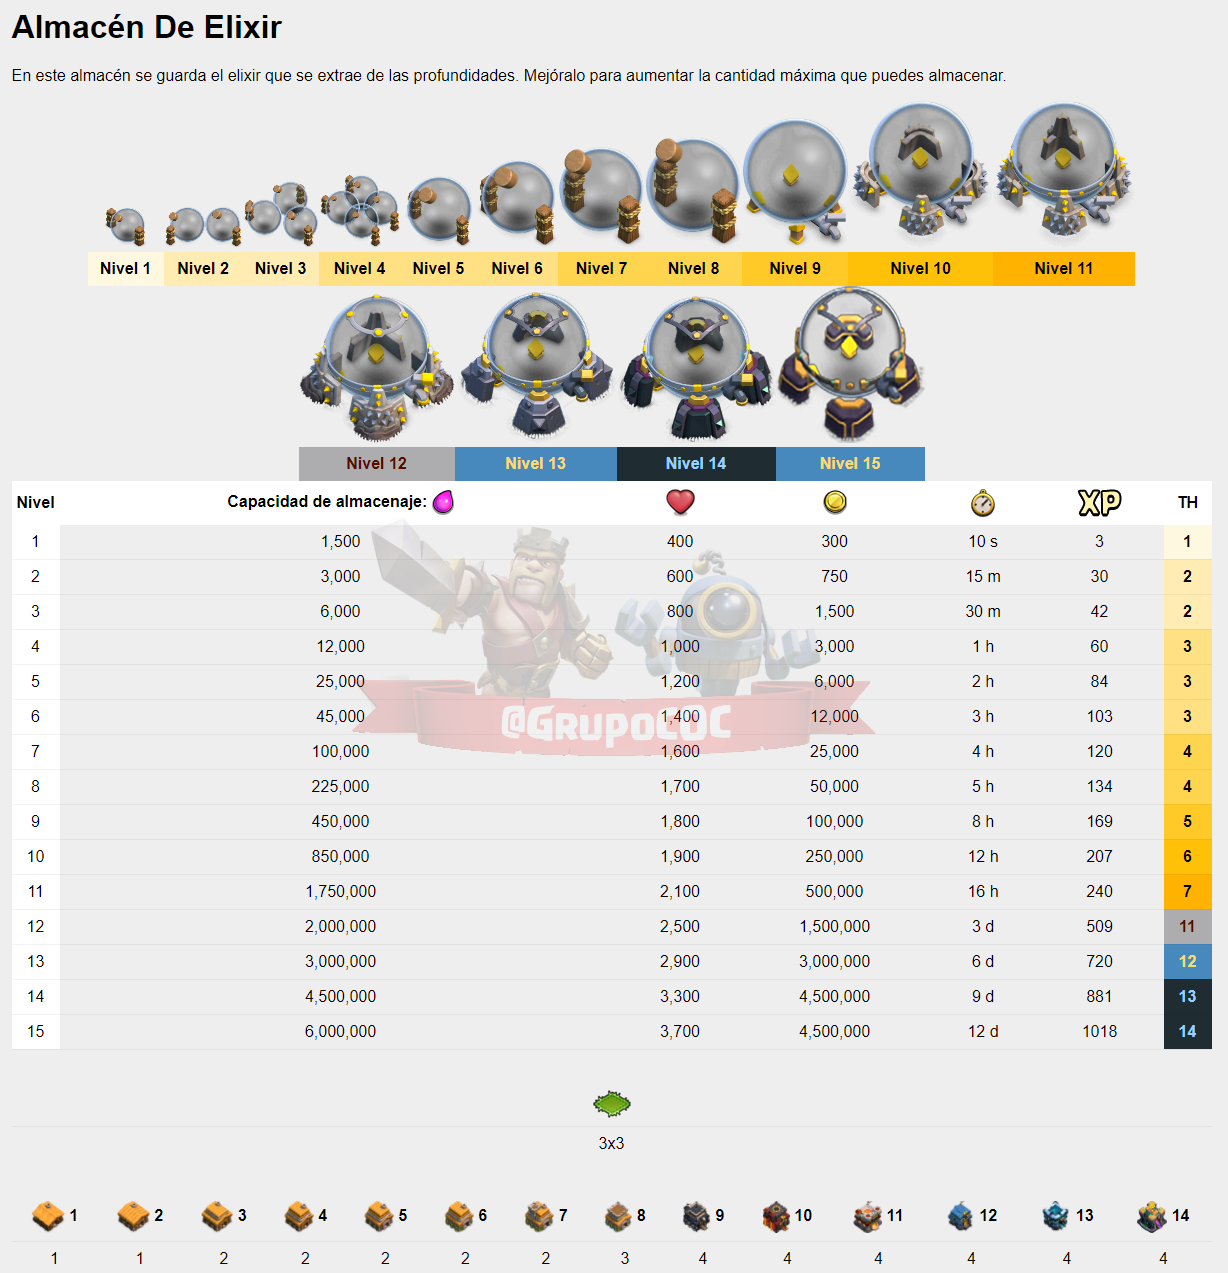 Almacén De Elixir
En este almacén se guarda el elixir que se extrae de las profundidades. Mejóralo para aumentar la cantidad máxima que puedes almacenar.
Nivel 1 Nivel 2 Nivel 3 Nivel 4 Nivel 5 Nivel 6 Nivel 7 Nivel 8 Nivel 9 Nivel 10 Nivel 11
Nivel 12 Nivel 13 Nivel 14 Nivel 15
Nivel Capacidad de almacenaje: XP TH
1 1,500 400 300 10 s 3 1
2 3,000 600 750 15 m 30 2
3 6,000 800 1,500 30 m 42 2
4 12,000 1,000 3,000 1 h 60 3
5 25,000 1,200 6,000 2 h 84 3
6 45,000 1,400 12,000 3 h 103 3
@GRUPOCOC
7 100,000 1,600 25,000 4 h 120 4
8 225,000 1,700 50,000 5 h 134 4
9 450,000 1,800 100,000 8 h 169 5
10 850,000 1,900 250,000 12 h 207 6
11 1,750,000 2,100 500,000 16 h 240 7
12 2,000,000 2,500 1,500,000 3 d 509 11
13 3,000,000 2,900 3,000,000 6 d 720 12
14 4,500,000 3,300 4,500,000 9 d 881 13
15 6,000,000 3,700 4,500,000 12 d 1018 14
3x3
1 2 3 4 5 6 7 8 9 10 11 12 13 14
1 1 2 2 2 2 2 3 4 4 4 4 4 4